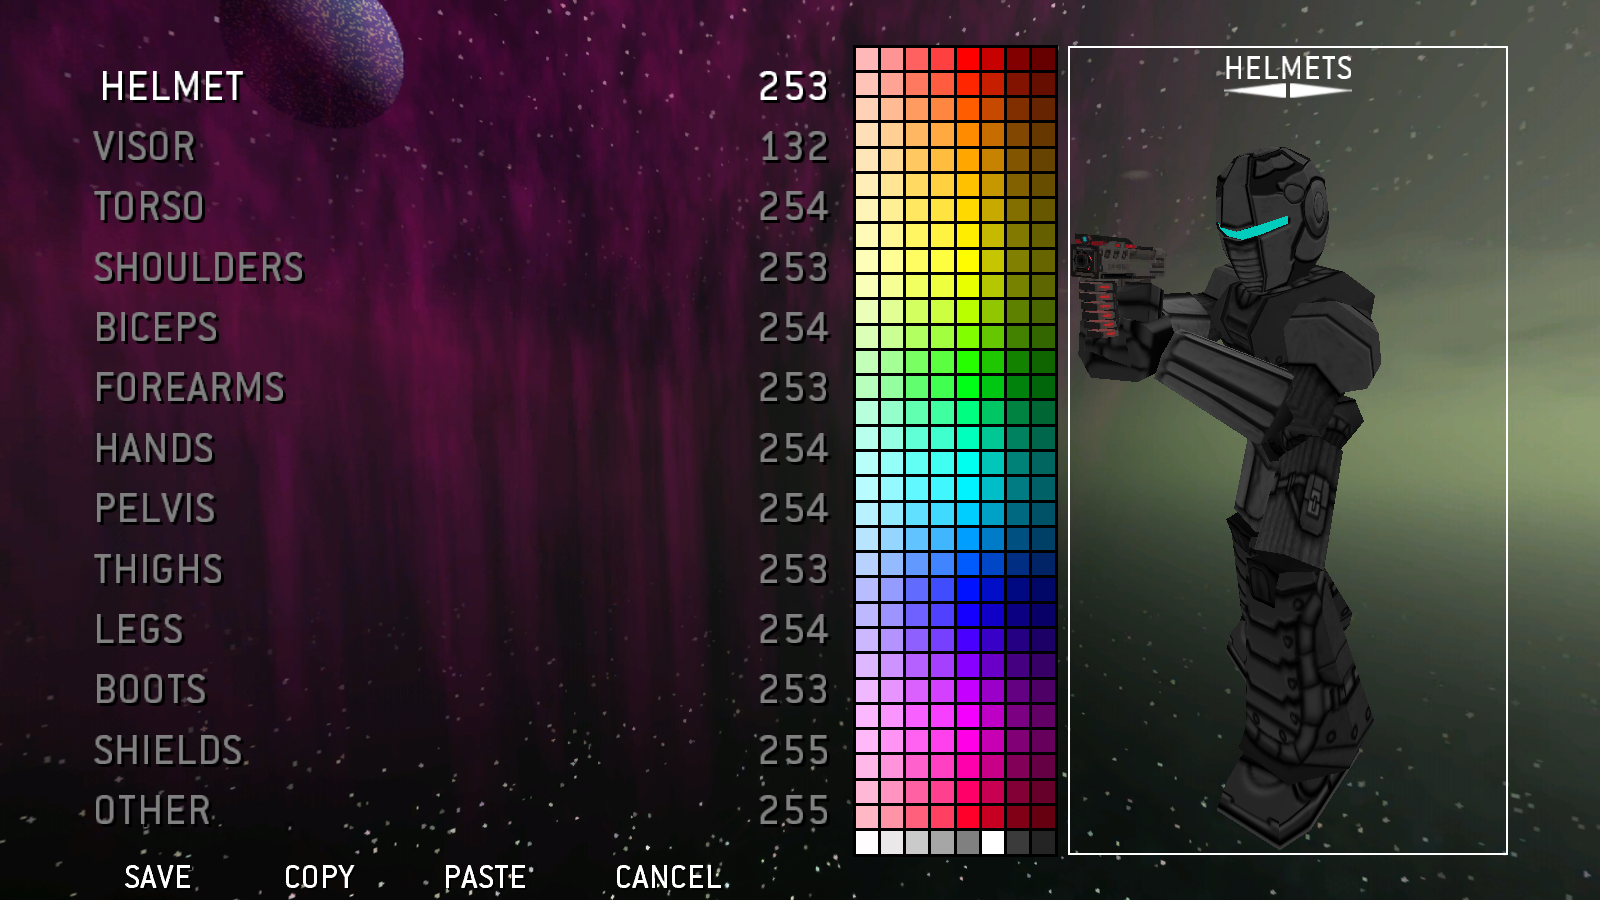 HELMET 253
VISOR 132
TORSO 254
SHOULDERS 253
BICEPS 254
FOREARMS 253
HANDS 254
PELVIS 254
THIGHS 253
LEGS 254
BOOTS 253
SHIELDS 255
OTHER 255
SAVE COPY PASTE CANCEL
HELMETS